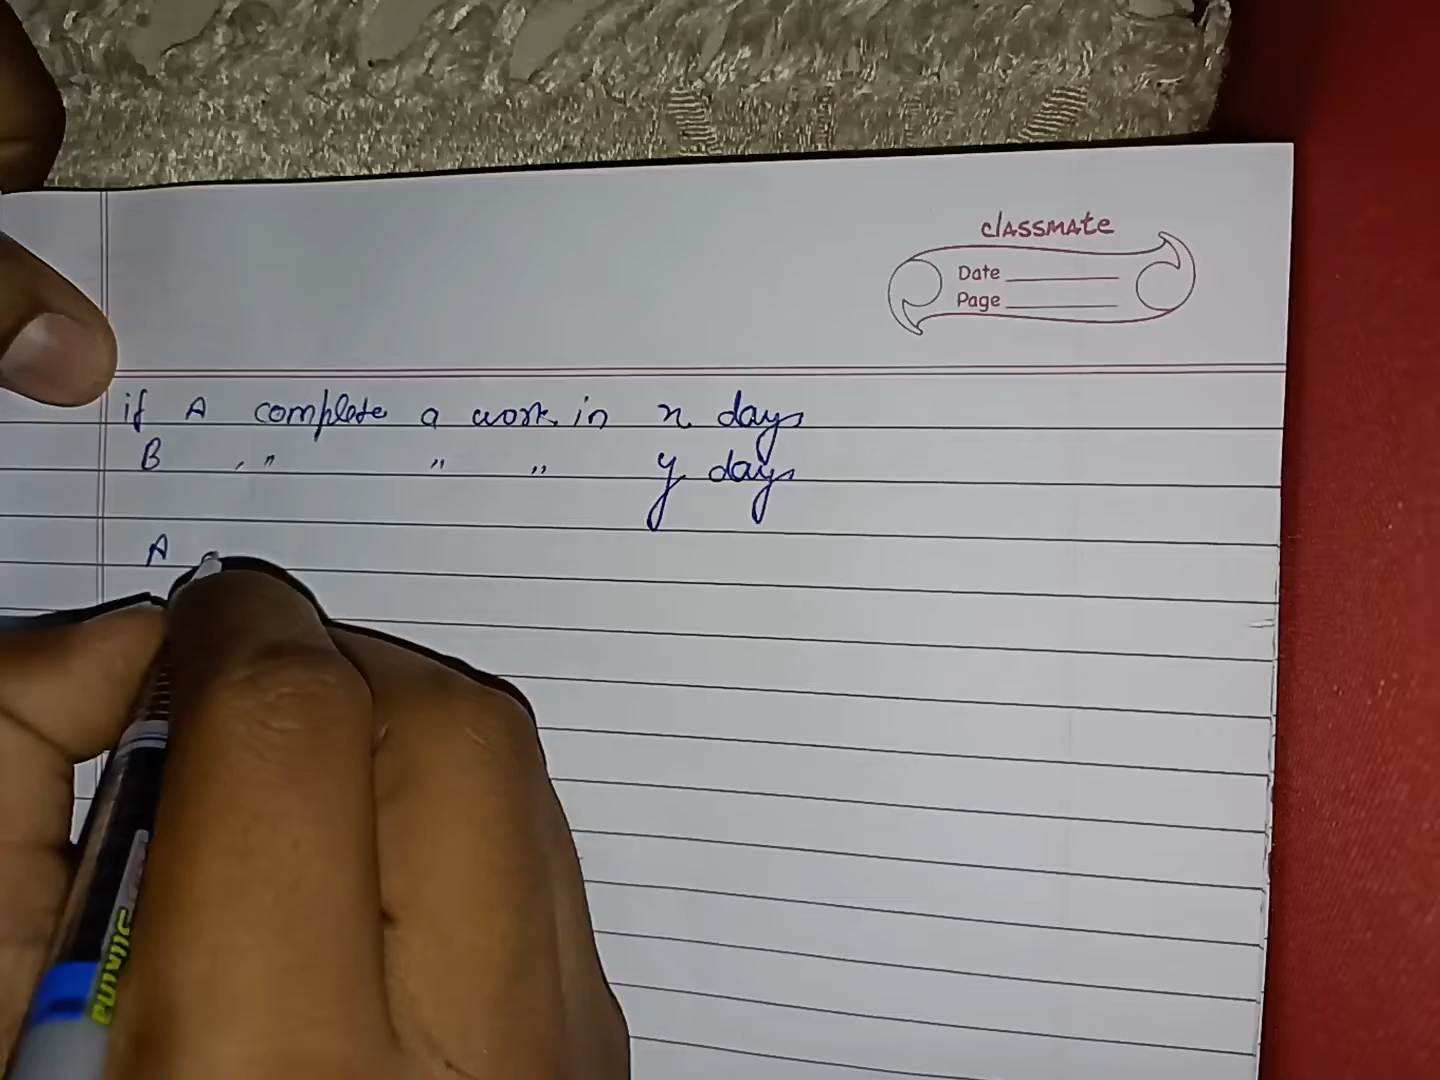 classmate
Date
Page
if A complete a work in x days
B " " " y days
A